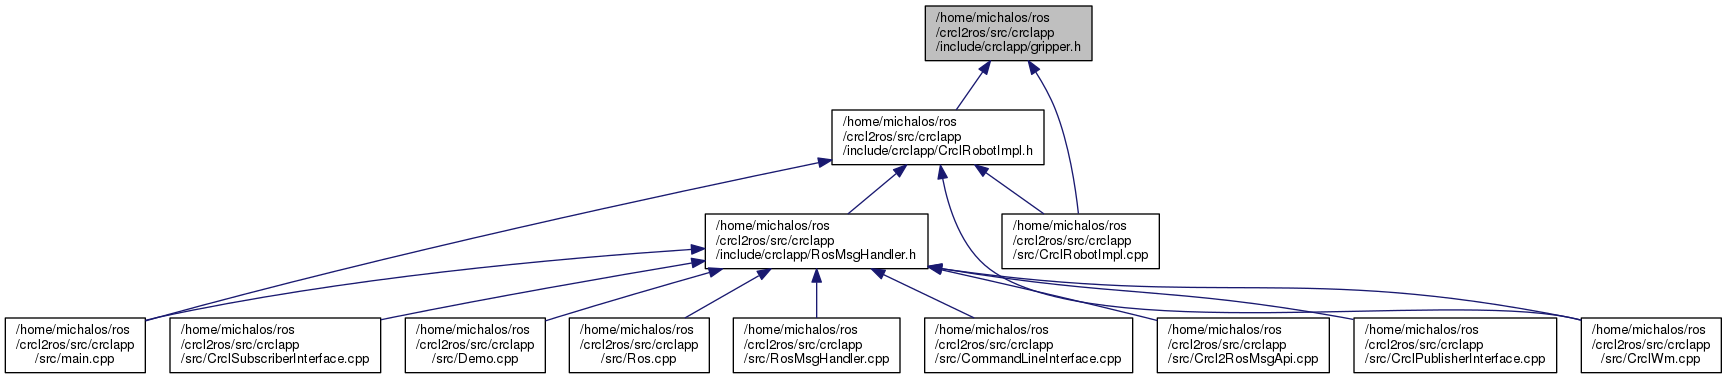 /home/michalos/ros
/crcl2ros/src/crclapp
/include/crclapp/gripper.h
/home/michalos/ros
/crcl2ros/src/crclapp
/include/crclapp/CrclRobotImpl.h
/home/michalos/ros
/crcl2ros/src/crclapp
/include/crclapp/RosMsgHandler.h
/home/michalos/ros
/crcl2ros/src/crclapp
/src/CrclRobotImpl.cpp
/home/michalos/ros
/crcl2ros/src/crclapp
/src/main.cpp
/home/michalos/ros
/crcl2ros/src/crclapp
/src/CrclSubscriberInterface.cpp
/home/michalos/ros
/crcl2ros/src/crclapp
/src/Demo.cpp
/home/michalos/ros
/crcl2ros/src/crclapp
/src/Ros.cpp
/home/michalos/ros
/crcl2ros/src/crclapp
/src/RosMsgHandler.cpp
/home/michalos/ros
/crcl2ros/src/crclapp
/src/CommandLineInterface.cpp
/home/michalos/ros
/crcl2ros/src/crclapp
/src/Crcl2RosMsgApi.cpp
/home/michalos/ros
/crcl2ros/src/crclapp
/src/CrclPublisherInterface.cpp
/home/michalos/ros
/crcl2ros/src/crclapp
/src/CrclWm.cpp